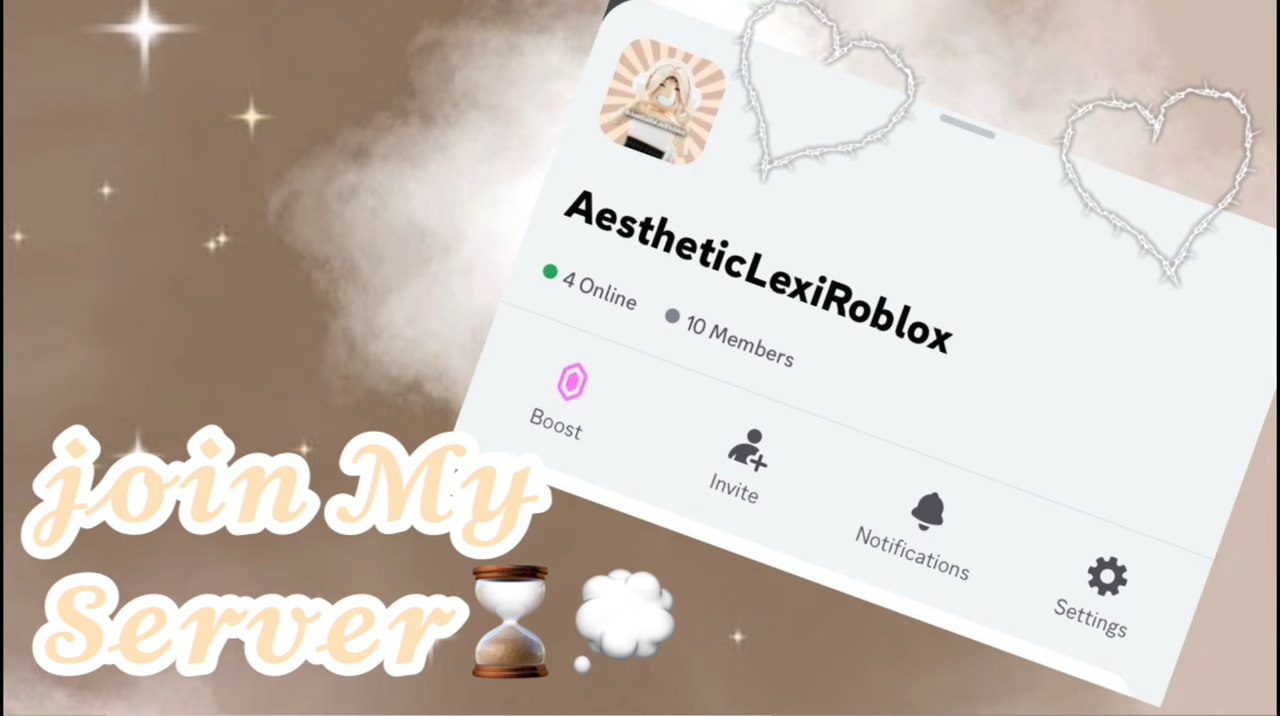 AestheticLexiRoblox
4 Online 10 Members
Boost Invite Notifications Settings
join My
Server